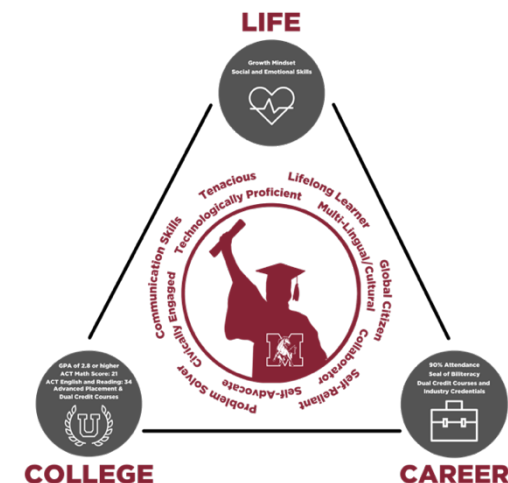 LIFE
Growth Mindset
Social and Emotional Skills
Tenacious
Lifelong Learner
Technologically Proficient
Multi-Lingual/Cultural
Communication Skills
Global Citizen
Civically Engaged
Collaborator
Problem Solver
Self-Advocate
Self-Reliant
M
GPA of 2.8 or higher
ACT Math Score: 21
ACT English and Reading: 34
Advanced Placement &
Dual Credit Courses
U
COLLEGE
90% Attendance
Seal of Biliteracy
Dual Credit Courses and
Industry Credentials
CAREER